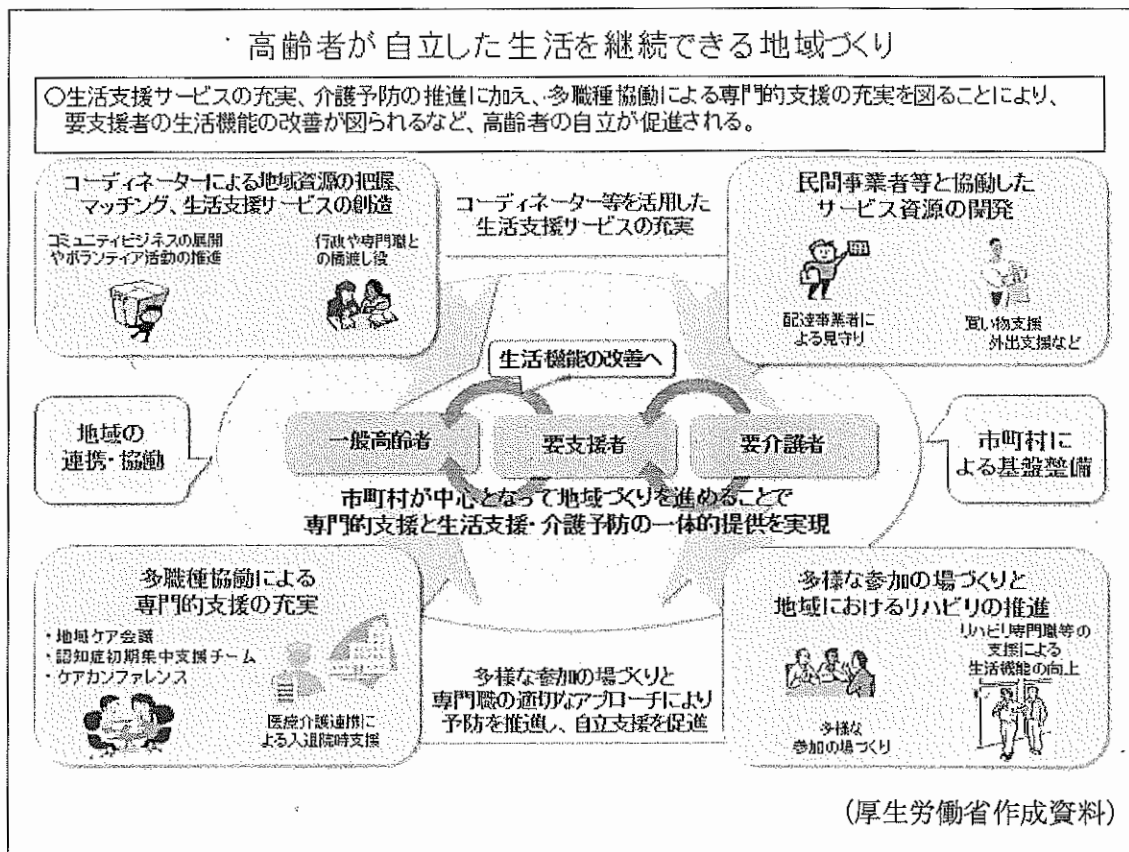 高齢者が自立した生活を継続できる地域づくり
○生活支援サービスの充実、介護予防の推進に加え、多職種協働による専門的支援の充実を図ることにより、
要支援者の生活機能の改善が図られるなど、高齢者の自立が促進される。
コーディネーターによる地域資源の把握、
マッチング、生活支援サービスの創造
コミュニティビジネスの展開
やボランティア活動の推進
行政や専門職と
の橋渡し役
コーディネーター等を活用した
生活支援サービスの充実
民間事業者等と協働した
サービス資源の開発
配達事業者に
よる見守り
買い物支援
外出支援など
生活機能の改善へ
地域の
連携・協働
一般高齢者
要支援者
要介護者
市町村に
よる基盤整備
市町村が中心となって地域づくりを進めることで
専門的支援と生活支援・介護予防の一体的提供を実現
多職種協働による
専門的支援の充実
・地域ケア会議
・認知症初期集中支援チーム
・ケアカンファレンス
医療介護連携に
よる入退院時支援
多様な参加の場づくりと
専門職の適切なアプローチにより
予防を推進し、自立支援を促進
多様な参加の場づくりと
地域におけるリハビリの推進
リハビリ専門職等の
支援による
生活機能の向上
多様な
参加の場づくり
(厚生労働省作成資料)